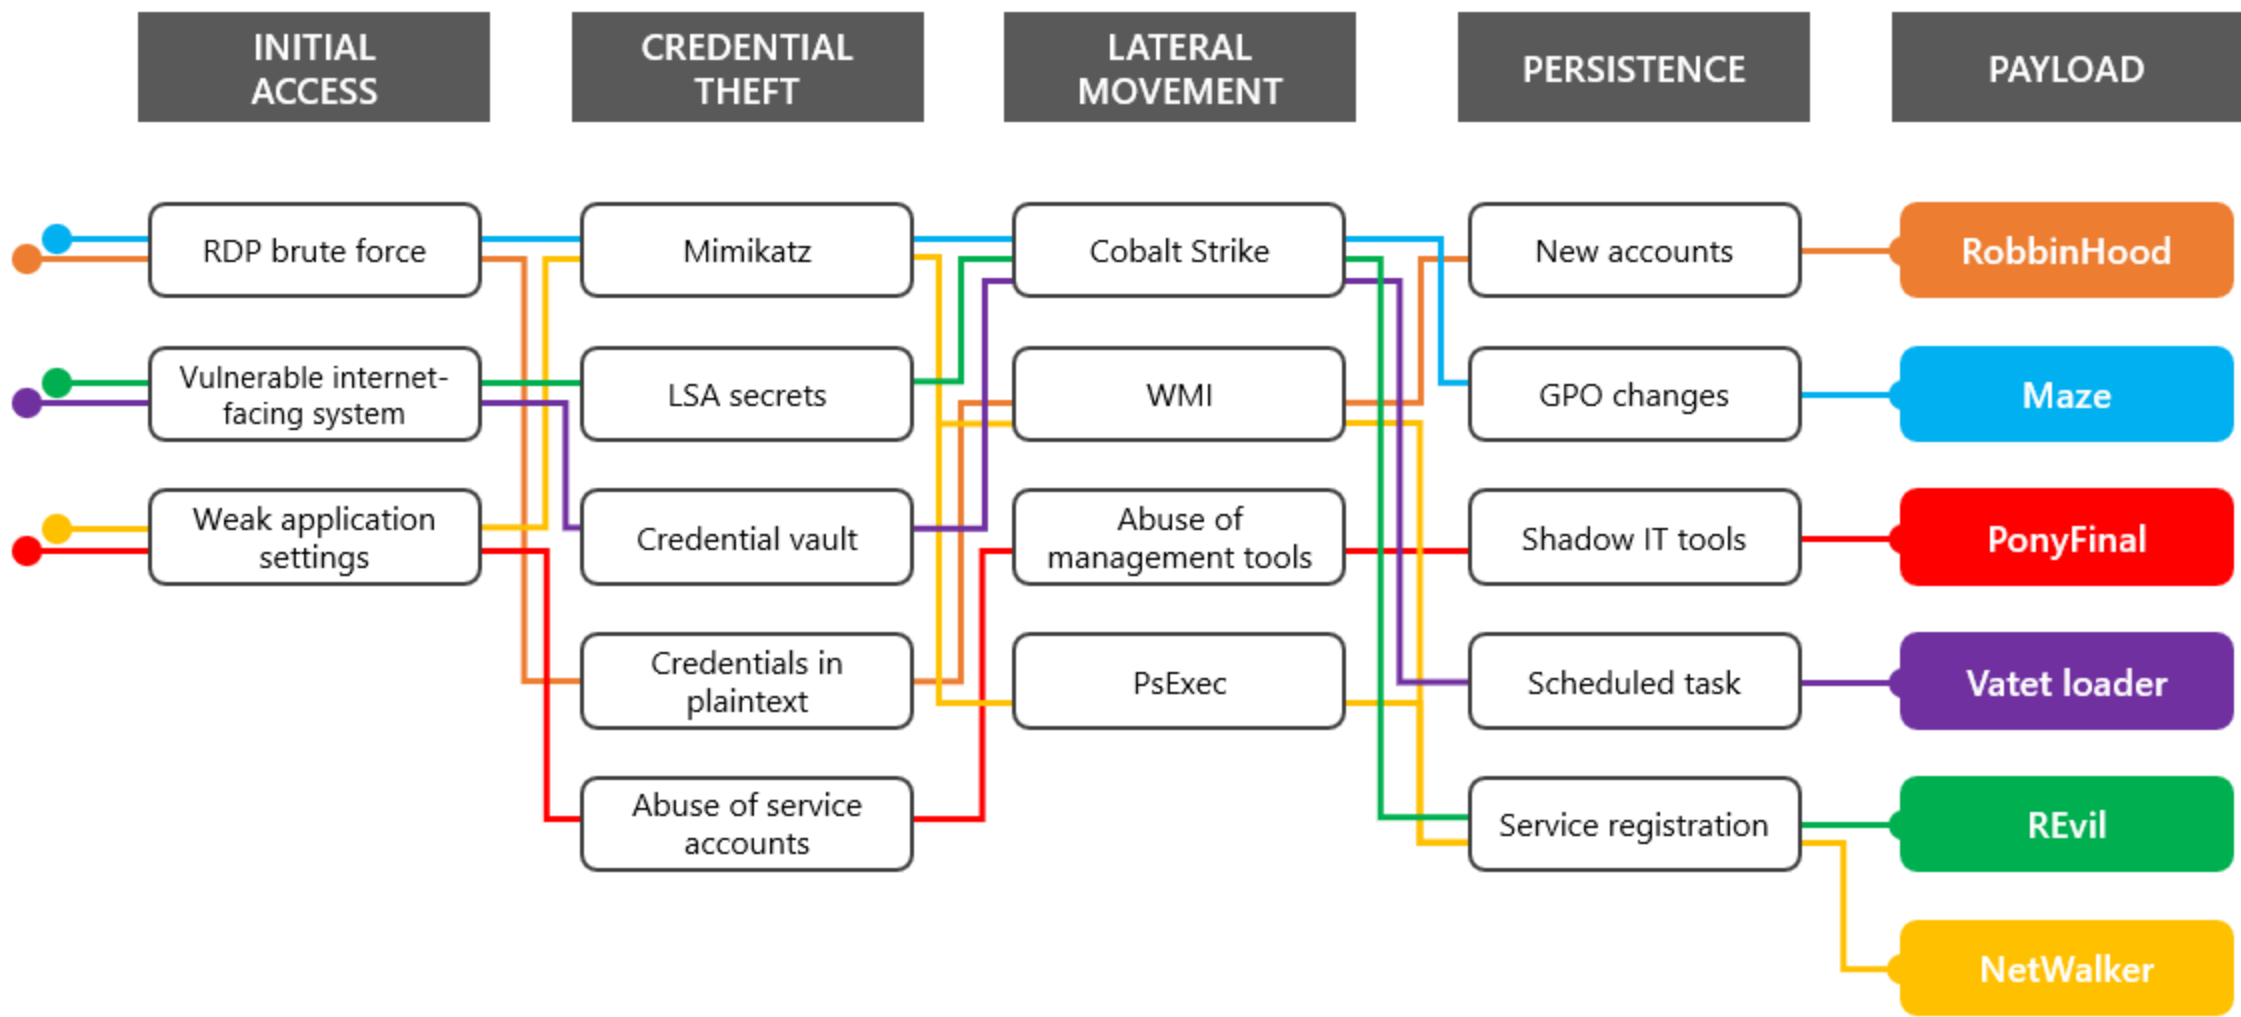 INITIAL
ACCESS
CREDENTIAL
THEFT
LATERAL
MOVEMENT
PERSISTENCE
PAYLOAD
RDP brute force
Mimikatz
Cobalt Strike
New accounts
RobbinHood
Vulnerable internet-
facing system
LSA secrets
WMI
GPO changes
Maze
Weak application
settings
Credential vault
Abuse of
management tools
Shadow IT tools
PonyFinal
Credentials in
plaintext
PsExec
Scheduled task
Vatet loader
Abuse of service
accounts
Service registration
REvil
NetWalker